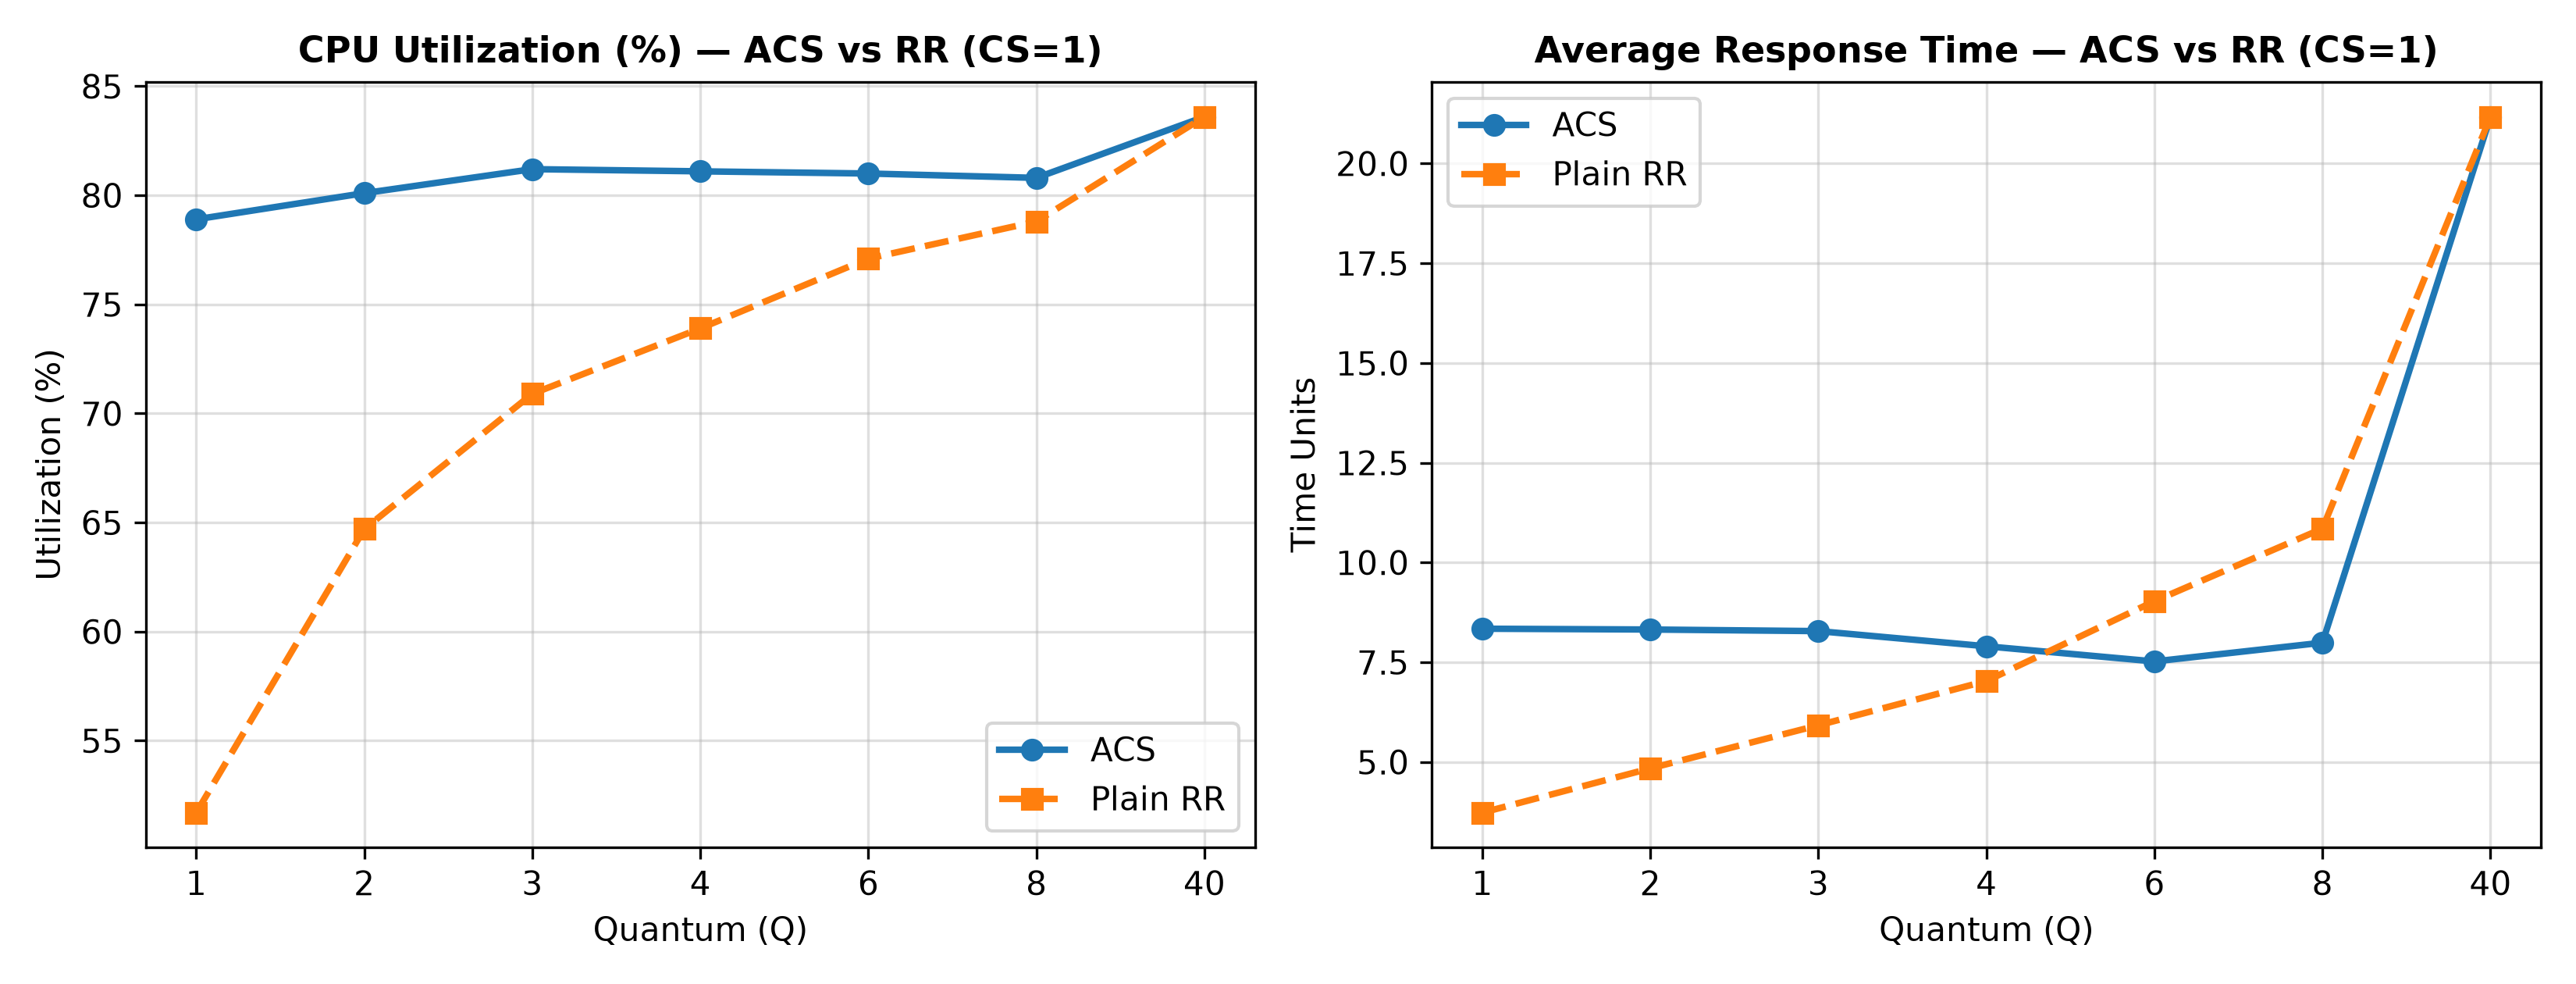 CPU Utilization (%) — ACS vs RR (CS=1)
85
80
75
70
65
60
55
Utilization (%)
ACS
Plain RR
1 2 3 4 6 8 40
Quantum (Q)
Average Response Time — ACS vs RR (CS=1)
ACS
Plain RR
20.0
17.5
15.0
12.5
10.0
7.5
5.0
Time Units
1 2 3 4 6 8 40
Quantum (Q)